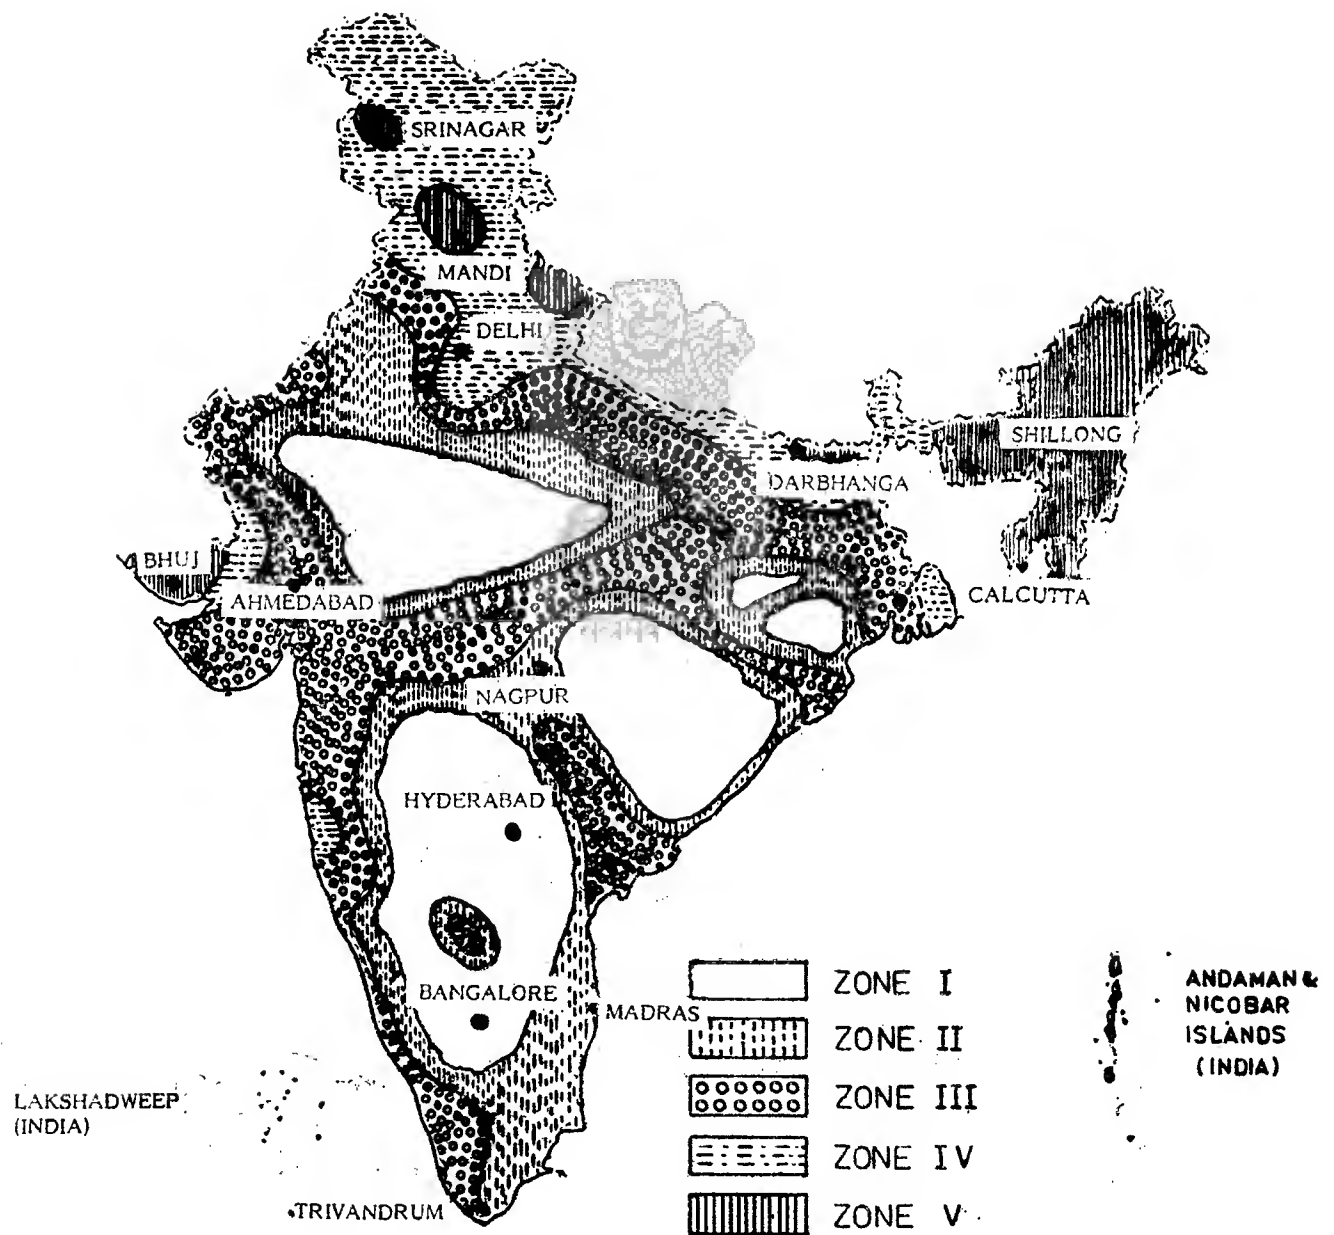 SRINAGAR
MANDI
DELHI
SHILLONG
DARBHANGA
BHUJ
AHMEDABAD
CALCUTTA
NAGPUR
HYDERABAD
BANGALORE
MADRAS
ZONE I
ZONE II
ZONE III
ZONE IV
ZONE V
ANDAMAN &
NICOBAR
ISLANDS
(INDIA)
LAKSHADWEEP
(INDIA)
TRIVANDRUM